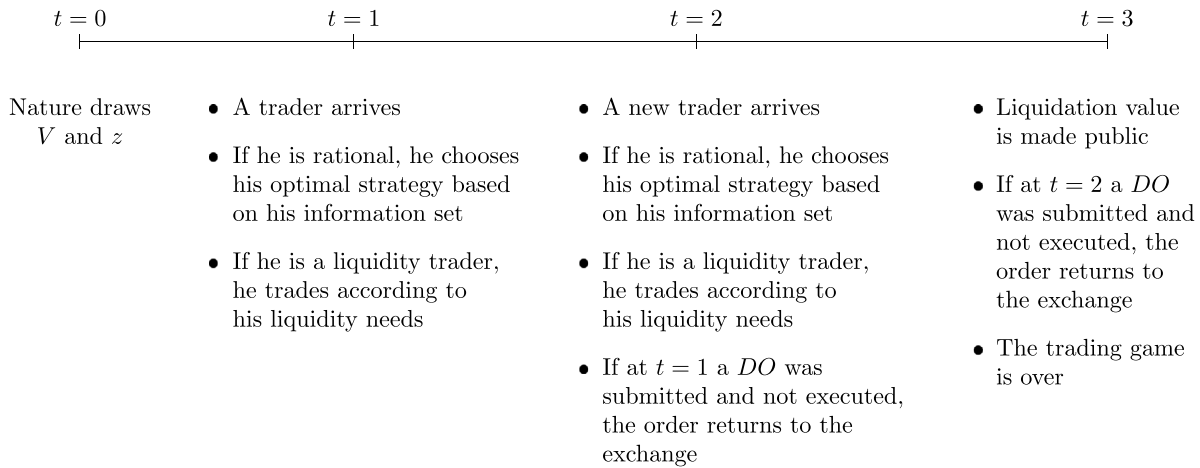 t = 0
t = 1
t = 2
t = 3
Nature draws
V and z
• A trader arrives
• If he is rational, he chooses
his optimal strategy based
on his information set
• If he is a liquidity trader,
he trades according to
his liquidity needs
• A new trader arrives
• If he is rational, he chooses
his optimal strategy based
on his information set
• If he is a liquidity trader,
he trades according to
his liquidity needs
• If at t = 1 a DO was
submitted and not executed,
the order returns to the
exchange
• Liquidation value
is made public
• If at t = 2 a DO
was submitted and
not executed, the
order returns to
the exchange
• The trading game
is over